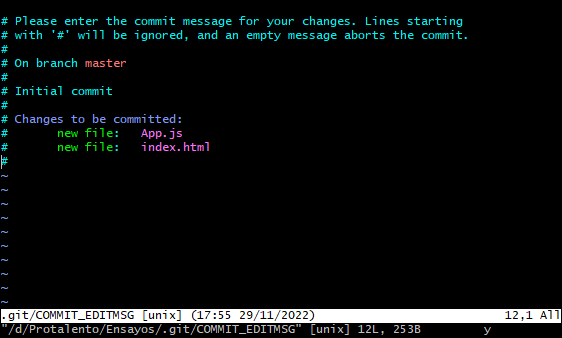 # Please enter the commit message for your changes. Lines starting
# with '#' will be ignored, and an empty message aborts the commit.
#
# On branch master
#
# Initial commit
#
# Changes to be committed:
#       new file:   App.js
#       new file:   index.html
#
~
~
~
~
~
~
~
~
~
~
.git/COMMIT_EDITMSG [unix] (17:55 29/11/2022)                           12,1 All
"/d/Protalento/Ensayos/.git/COMMIT_EDITMSG" [unix] 12L, 253B         y